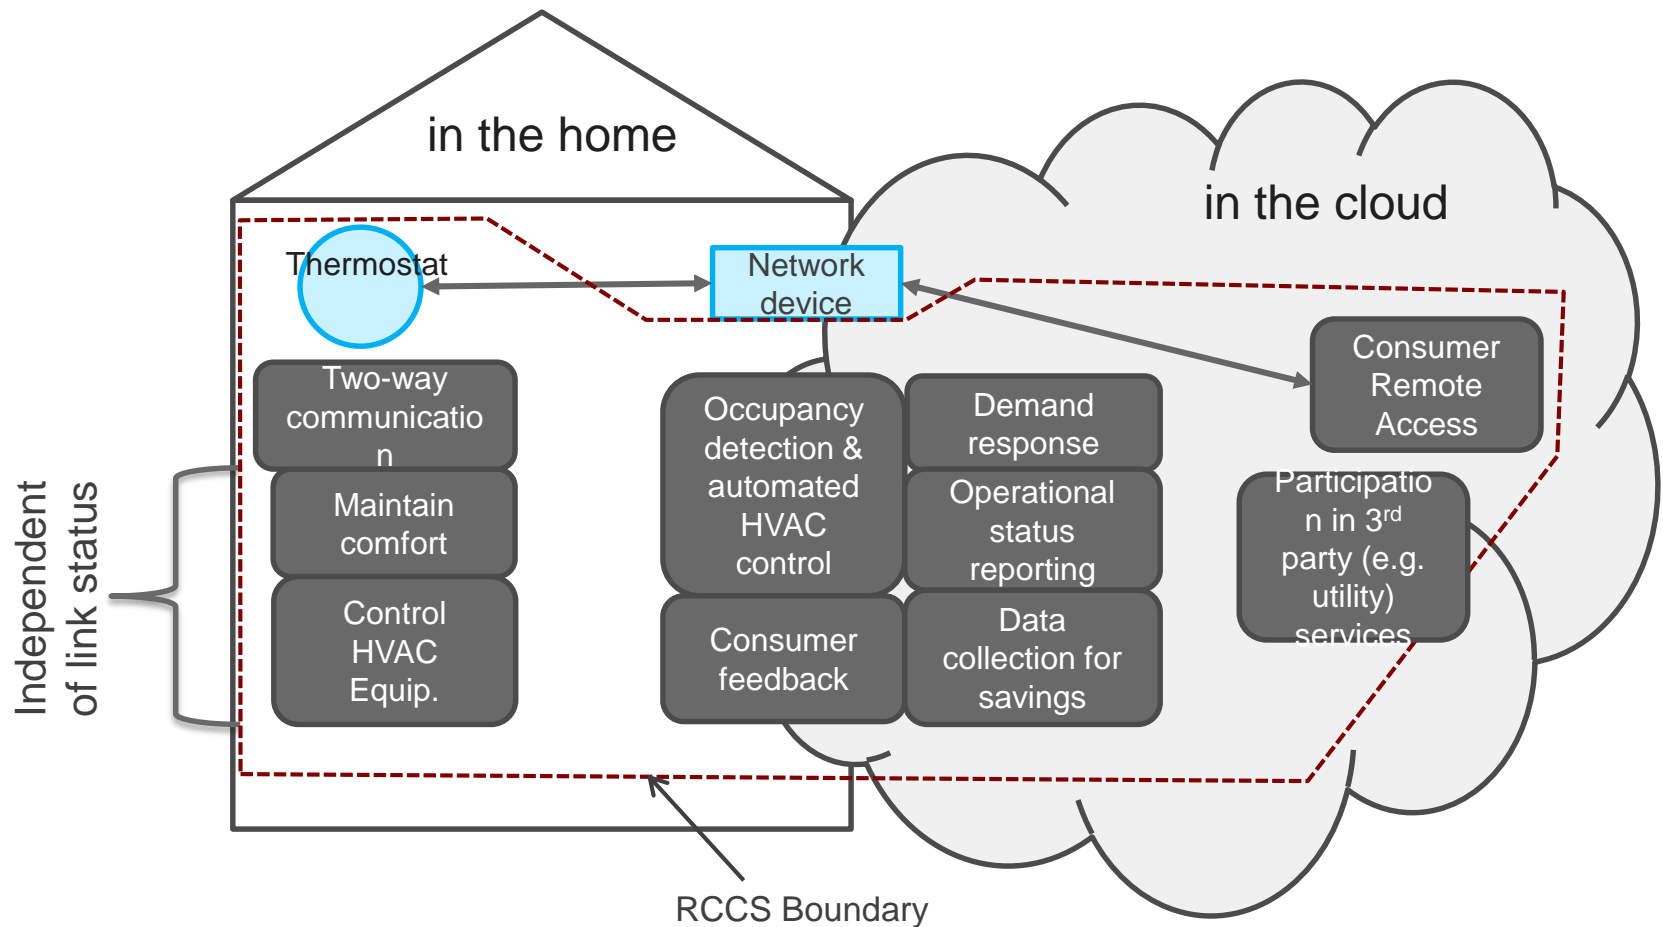 in the home
in the cloud
Thermostat
Network
device
Two-way
communicatio
n
Maintain
comfort
Control
HVAC
Equip.
Independent
of link status
Occupancy
detection &
automated
HVAC
control
Consumer
feedback
Demand
response
Operational
status
reporting
Data
collection for
savings
Consumer
Remote
Access
Participatio
n in 3rd
party (e.g.
utility)
services
RCCS Boundary